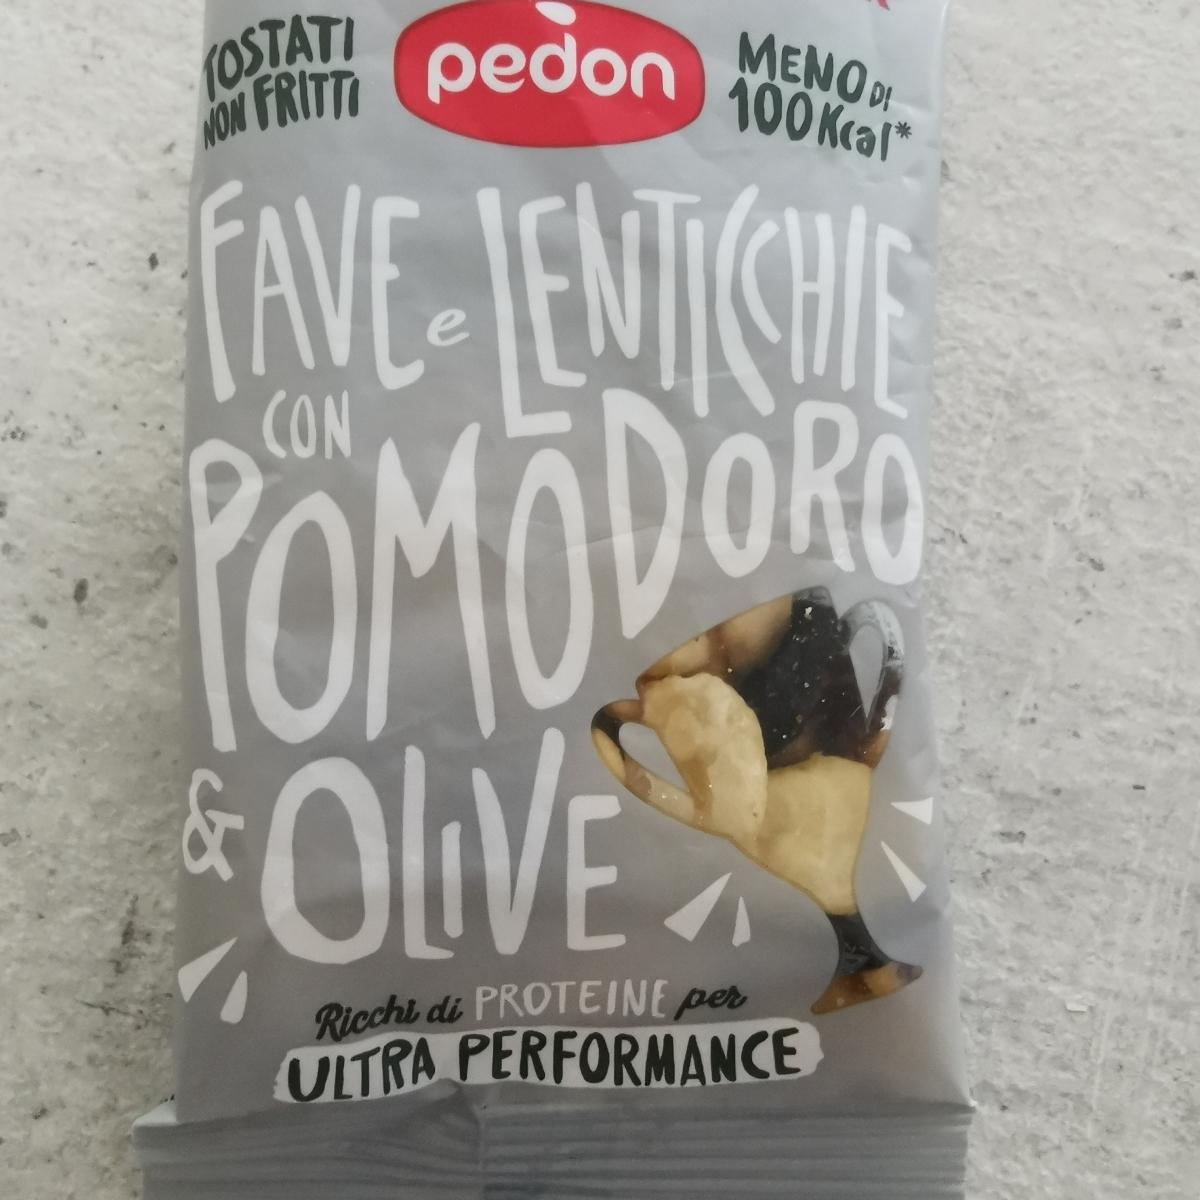 TOSTATI
NON FRITTI
pedon
MENO DI
100 Kcal*
FAVE e LENTICCHIE
CON
POMODORO
& OLIVE
Ricchi di PROTEINE per
ULTRA PERFORMANCE